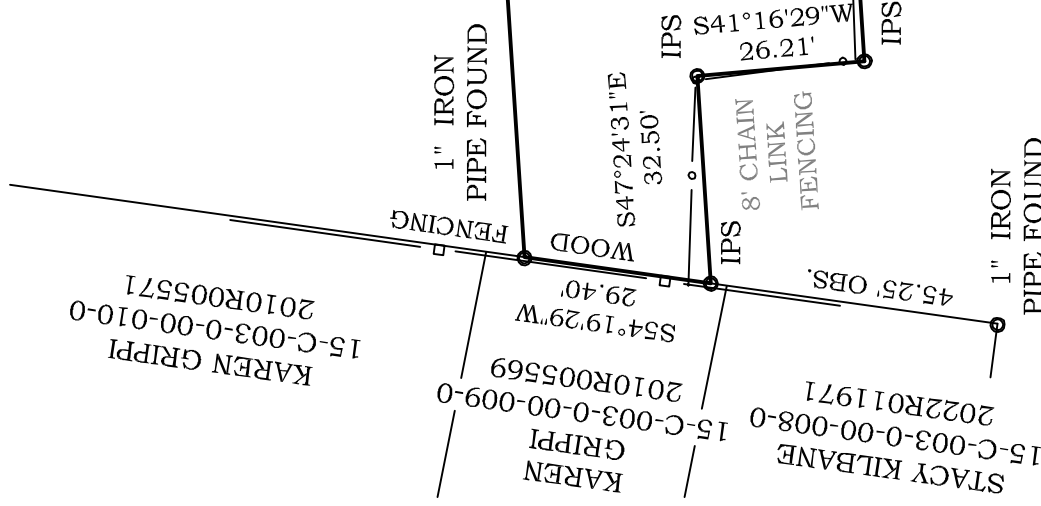 S41°16'29"W
26.21'
IPS
IPS
1" IRON
PIPE FOUND
S47°24'31"E
32.50'
8' CHAIN
LINK
FENCING
IPS
1" IRON
PIPE FOUND
WOOD
FENCING
45.25' OBS.
S54°19'29"W
29.40'
KAREN GRIPPI
15-C-003-0-00-010-0
2010R005571
KAREN
GRIPPI
15-C-003-0-00-009-0
2010R005569
STACY KILBANE
15-C-003-0-00-008-0
2022R011971